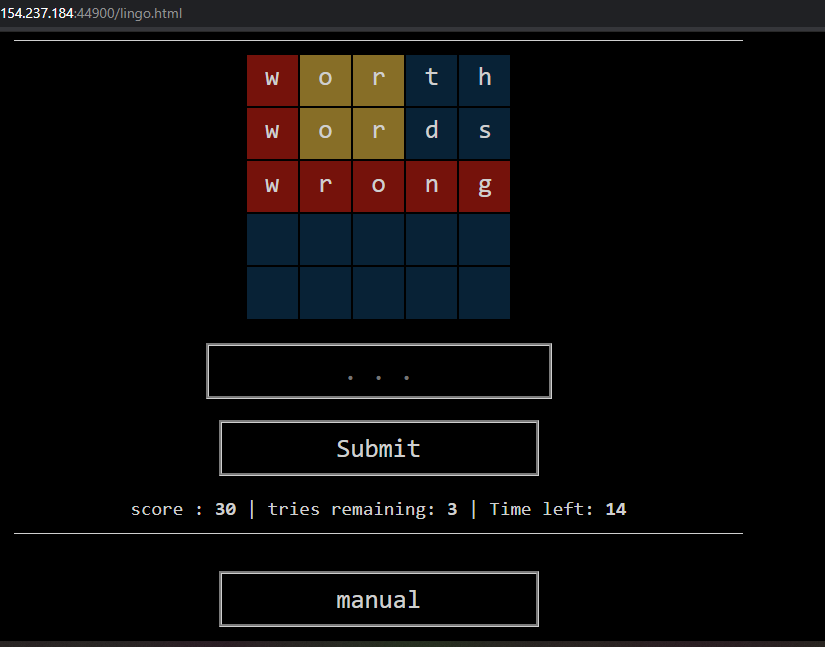 154.237.184:44900/lingo.html
w o r t h
w o r d s
w r o n g
. . .
Submit
score : 30 | tries remaining: 3 | Time left: 14
manual